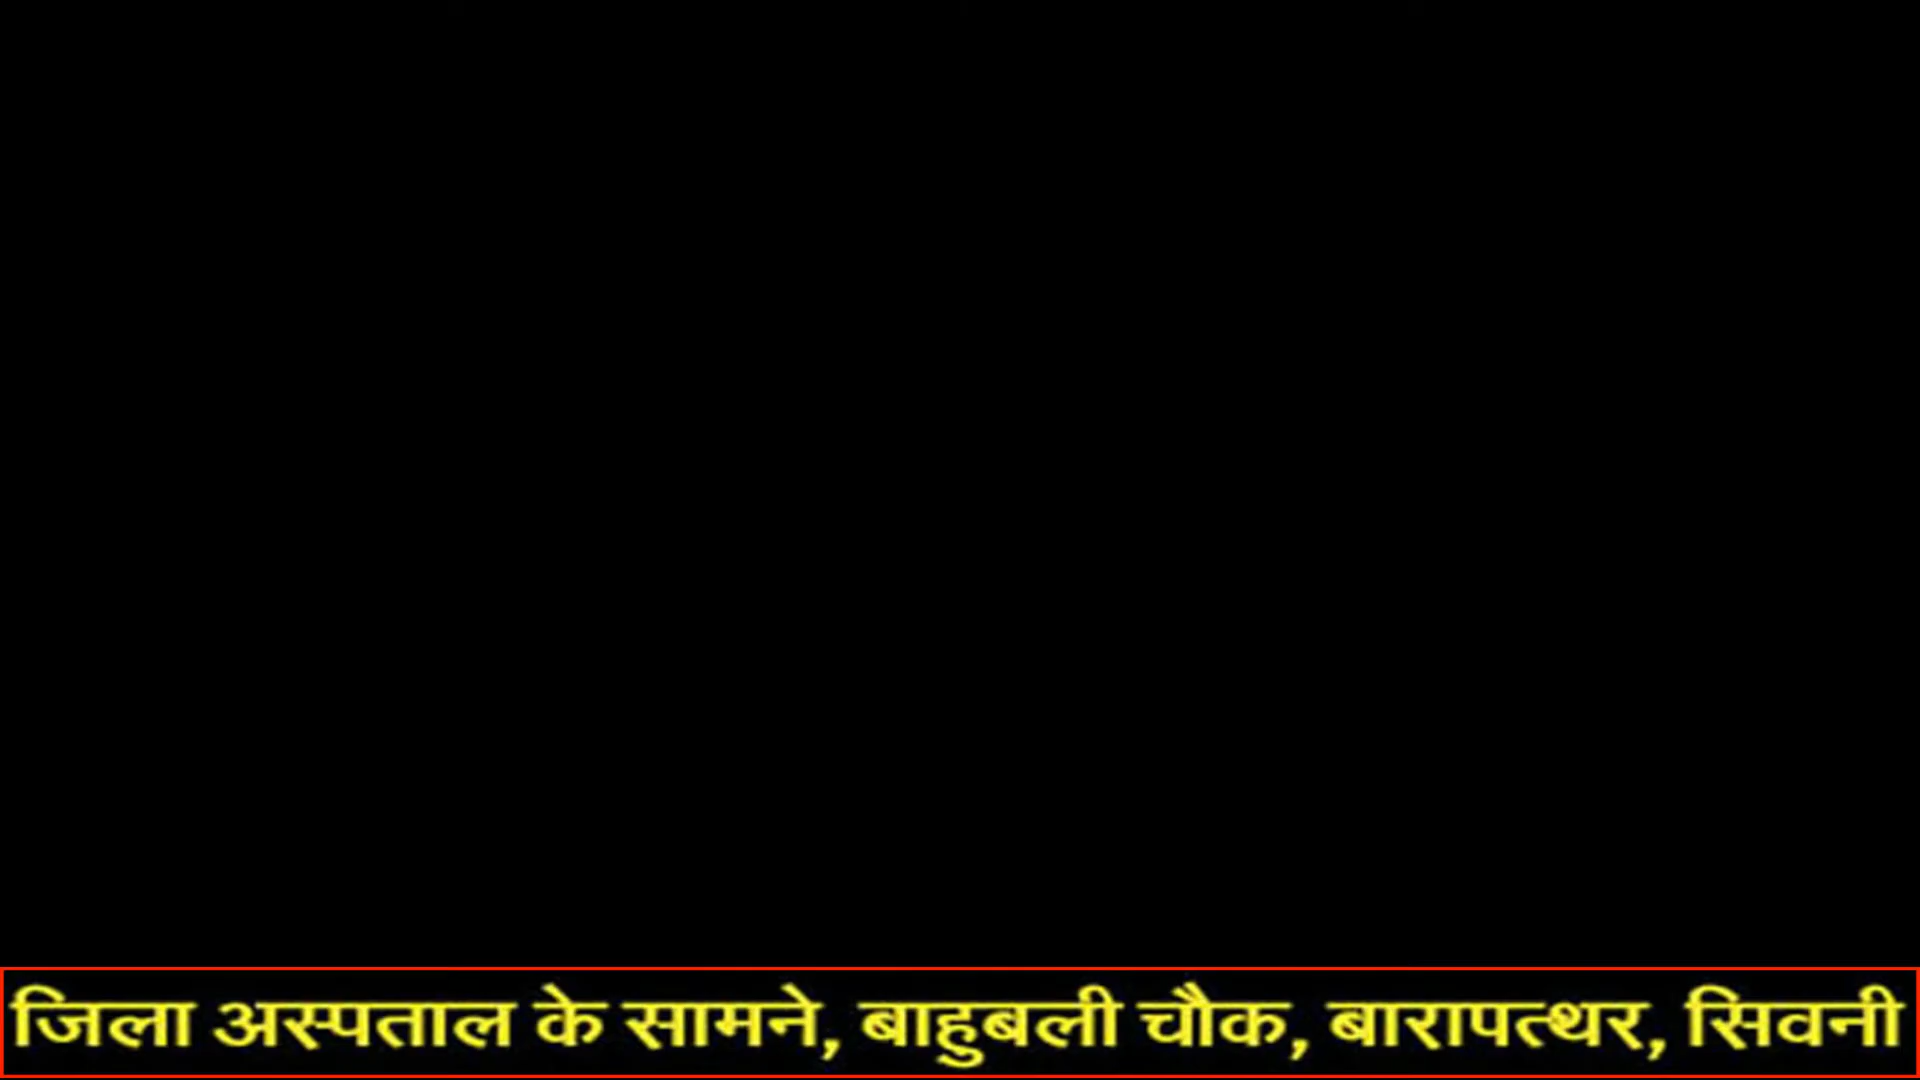 जिला अस्पताल के सामने, बाहुबली चौक, बारापत्थर, सिवनी